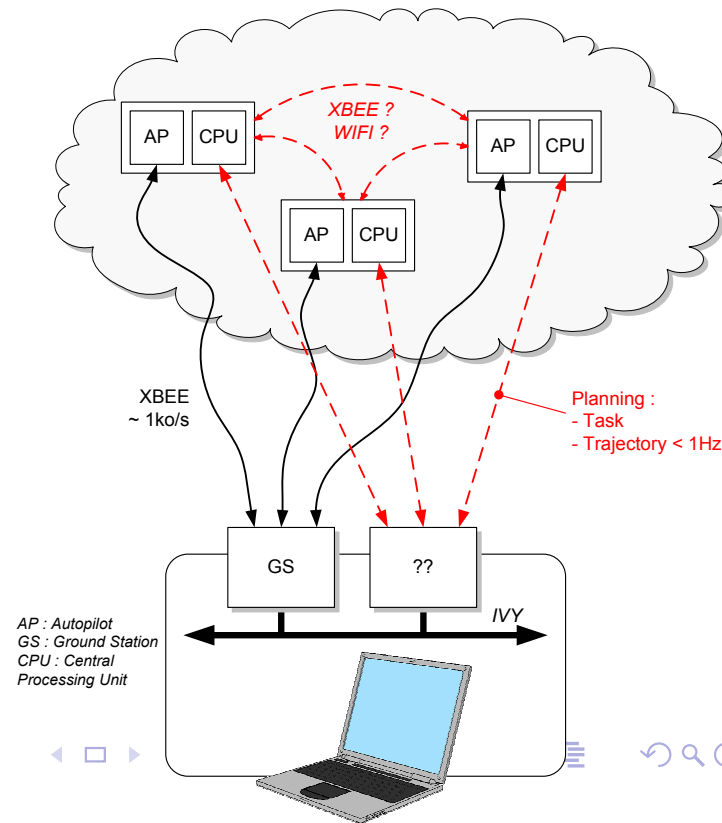 XBEE ?
WIFI ?
AP
CPU
AP
CPU
AP
CPU
XBEE
~ 1ko/s
Planning :
- Task
- Trajectory < 1Hz
GS
??
IVY
AP : Autopilot
GS : Ground Station
CPU : Central
Processing Unit